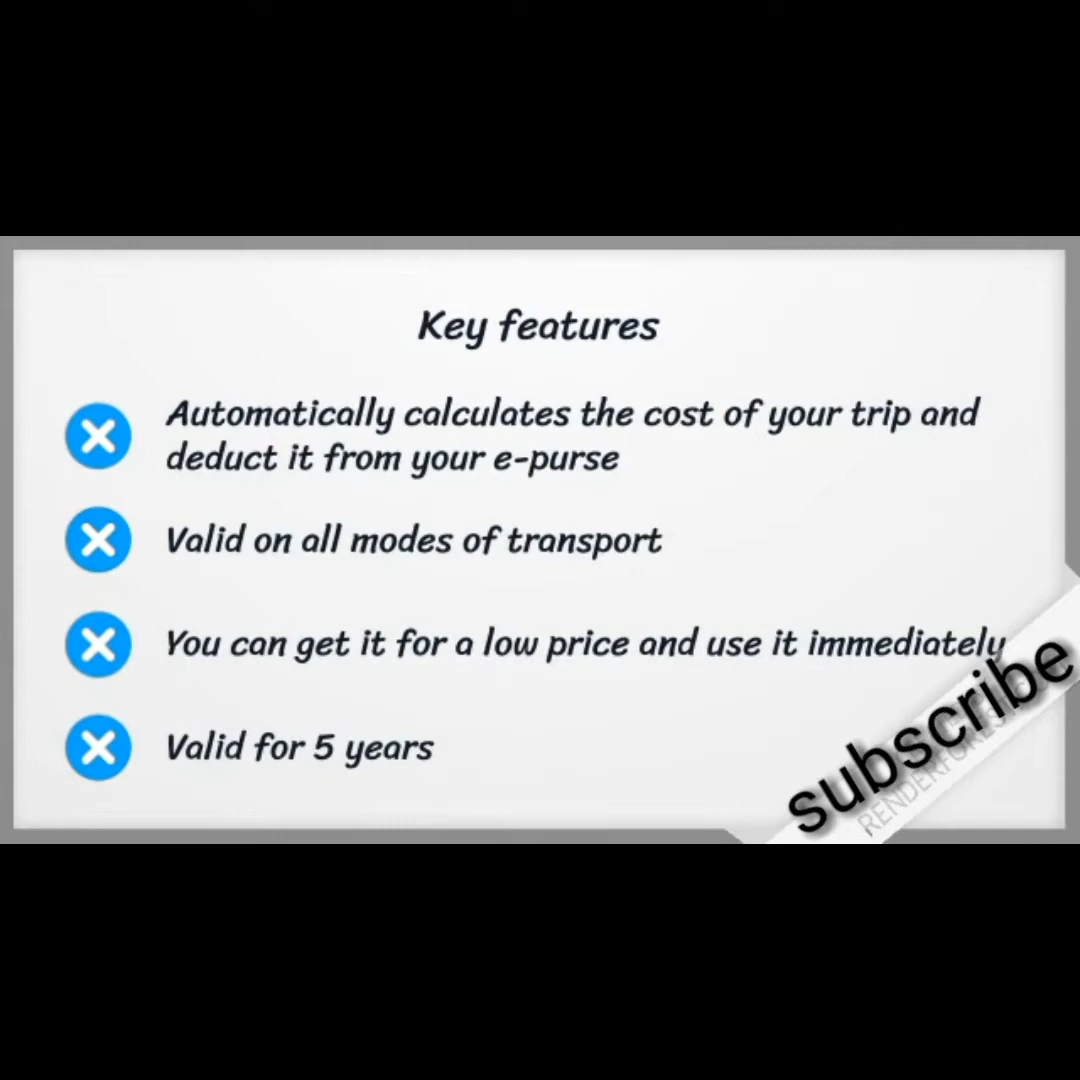 Key features
Automatically calculates the cost of your trip and
deduct it from your e-purse
Valid on all modes of transport
You can get it for a low price and use it immediately
Valid for 5 years
subscribe